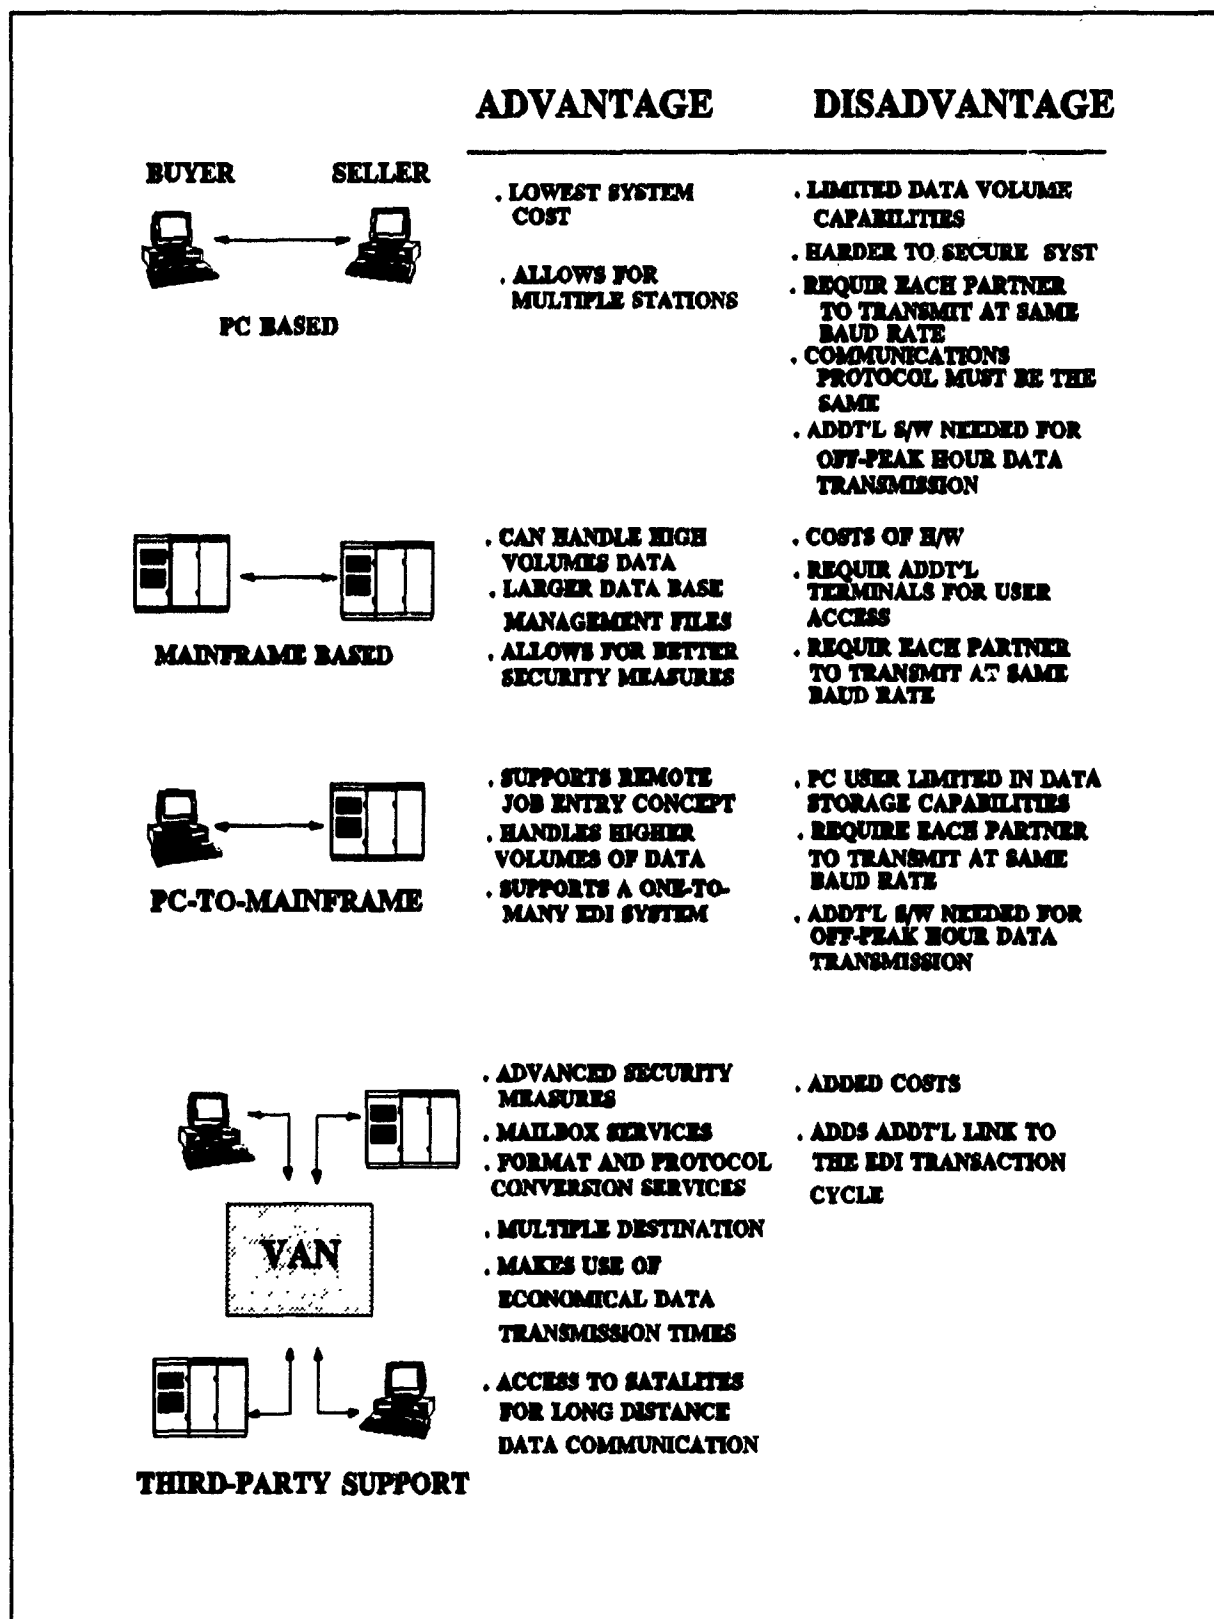 ADVANTAGE DISADVANTAGE
BUYER SELLER
PC BASED
. LOWEST SYSTEM
COST
. ALLOWS FOR
MULTIPLE STATIONS
. LIMITED DATA VOLUME
CAPABILITIES
. HARDER TO SECURE SYST
. REQUIR EACH PARTNER
TO TRANSMIT AT SAME
BAUD RATE
. COMMUNICATIONS
PROTOCOL MUST BE THE
SAME
. ADDT'L S/W NEEDED FOR
OFF-PEAK HOUR DATA
TRANSMISSION
MAINFRAME BASED
. CAN HANDLE HIGH
VOLUMES DATA
. LARGER DATA BASE
MANAGEMENT FILES
. ALLOWS FOR BETTER
SECURITY MEASURES
. COSTS OF H/W
. REQUIR ADDT'L
TERMINALS FOR USER
ACCESS
. REQUIR EACH PARTNER
TO TRANSMIT AT SAME
BAUD RATE
PC-TO-MAINFRAME
. SUPPORTS REMOTE
JOB ENTRY CONCEPT
. HANDLES HIGHER
VOLUMES OF DATA
. SUPPORTS A ONE-TO-
MANY EDI SYSTEM
. PC USER LIMITED IN DATA
STORAGE CAPABILITIES
. REQUIRE EACH PARTNER
TO TRANSMIT AT SAME
BAUD RATE
. ADDT'L S/W NEEDED FOR
OFF-PEAK HOUR DATA
TRANSMISSION
VAN
THIRD-PARTY SUPPORT
. ADVANCED SECURITY
MEASURES
. MAILBOX SERVICES
. FORMAT AND PROTOCOL
CONVERSION SERVICES
. MULTIPLE DESTINATION
. MAKES USE OF
ECONOMICAL DATA
TRANSMISSION TIMES
. ACCESS TO SATALITES
FOR LONG DISTANCE
DATA COMMUNICATION
. ADDED COSTS
. ADDS ADDT'L LINK TO
THE EDI TRANSACTION
CYCLE